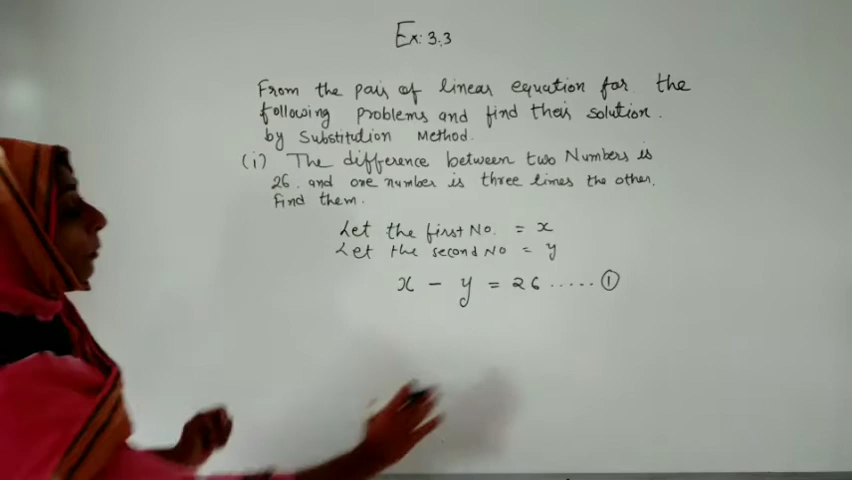 Ex: 3.3
From the pair of linear equation for the
following problems and find their solution.
by Substitution Method.
(i) The difference between two Numbers is
26. and one number is three times the other.
Find them.
Let the first No. = x
Let the second No = y
x - y = 26 ..... ①